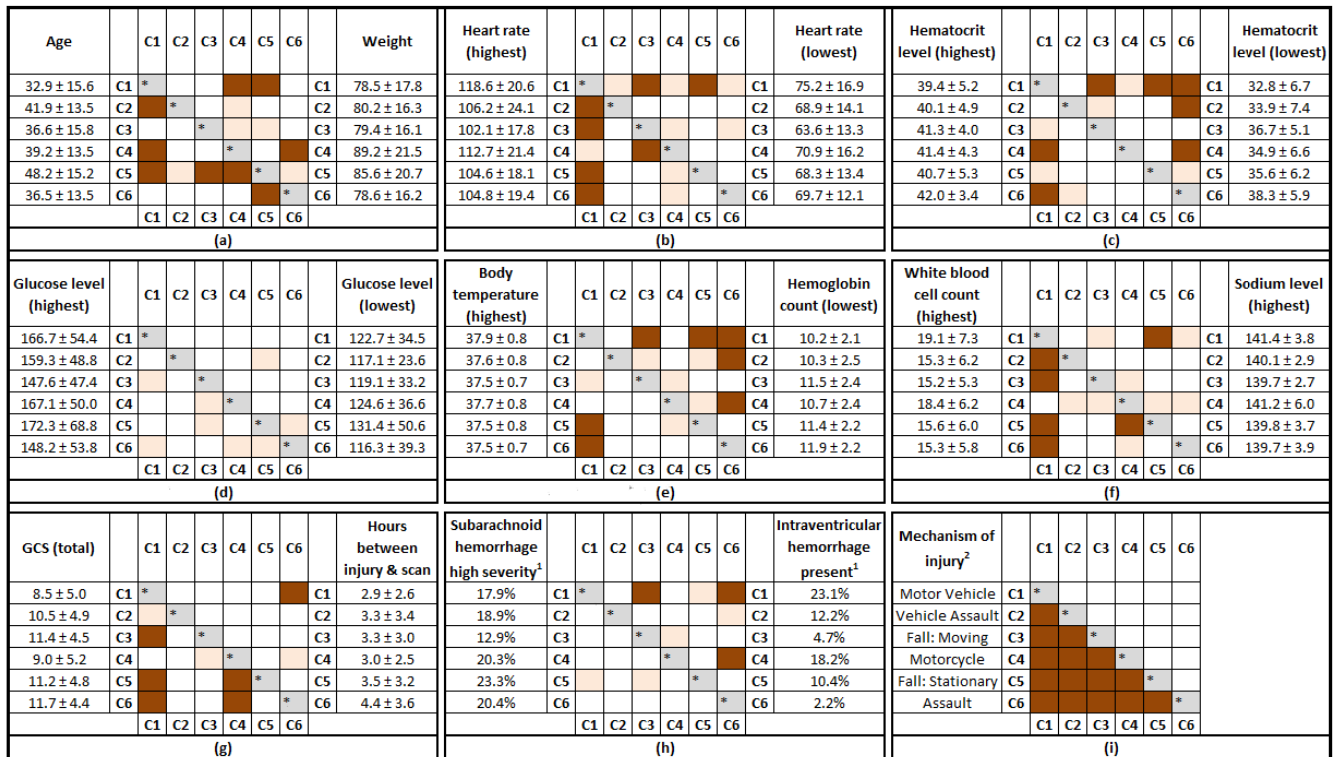 Age C1 C2 C3 C4 C5 C6 Weight
32.9 ± 15.6 C1 * C1 78.5 ± 17.8
41.9 ± 13.5 C2 * C2 80.2 ± 16.3
36.6 ± 15.8 C3 * C3 79.4 ± 16.1
39.2 ± 13.5 C4 * C4 89.2 ± 21.5
48.2 ± 15.2 C5 * C5 85.6 ± 20.7
36.5 ± 13.5 C6 * C6 78.6 ± 16.2
C1 C2 C3 C4 C5 C6
(a)
Heart rate
(highest)
C1 C2 C3 C4 C5 C6
Heart rate
(lowest)
118.6 ± 20.6 C1 * C1 75.2 ± 16.9
106.2 ± 24.1 C2 * C2 68.9 ± 14.1
102.1 ± 17.8 C3 * C3 63.6 ± 13.3
112.7 ± 21.4 C4 * C4 70.9 ± 16.2
104.6 ± 18.1 C5 * C5 68.3 ± 13.4
104.8 ± 19.4 C6 * C6 69.7 ± 12.1
C1 C2 C3 C4 C5 C6
(b)
Hematocrit
level (highest)
C1 C2 C3 C4 C5 C6
Hematocrit
level (lowest)
39.4 ± 5.2 C1 * C1 32.8 ± 6.7
40.1 ± 4.9 C2 * C2 33.9 ± 7.4
41.3 ± 4.0 C3 * C3 36.7 ± 5.1
41.4 ± 4.3 C4 * C4 34.9 ± 6.6
40.7 ± 5.3 C5 * C5 35.6 ± 6.2
42.0 ± 3.4 C6 * C6 38.3 ± 5.9
C1 C2 C3 C4 C5 C6
(c)
Glucose level
(highest)
C1 C2 C3 C4 C5 C6
Glucose level
(lowest)
166.7 ± 54.4 C1 * C1 122.7 ± 34.5
159.3 ± 48.8 C2 * C2 117.1 ± 23.6
147.6 ± 47.4 C3 * C3 119.1 ± 33.2
167.1 ± 50.0 C4 * C4 124.6 ± 36.6
172.3 ± 68.8 C5 * C5 131.4 ± 50.6
148.2 ± 53.8 C6 * C6 116.3 ± 39.3
C1 C2 C3 C4 C5 C6
(d)
Body
temperature
(highest)
C1 C2 C3 C4 C5 C6
Hemoglobin
count (lowest)
37.9 ± 0.8 C1 * C1 10.2 ± 2.1
37.6 ± 0.8 C2 * C2 10.3 ± 2.5
37.5 ± 0.7 C3 * C3 11.5 ± 2.4
37.7 ± 0.8 C4 * C4 10.7 ± 2.4
37.5 ± 0.8 C5 * C5 11.4 ± 2.2
37.5 ± 0.7 C6 * C6 11.9 ± 2.2
C1 C2 C3 C4 C5 C6
(e)
White blood
cell count
(highest)
C1 C2 C3 C4 C5 C6
Sodium level
(highest)
19.1 ± 7.3 C1 * C1 141.4 ± 3.8
15.3 ± 6.2 C2 * C2 140.1 ± 2.9
15.2 ± 5.3 C3 * C3 139.7 ± 2.7
18.4 ± 6.2 C4 * C4 141.2 ± 6.0
15.6 ± 6.0 C5 * C5 139.8 ± 3.7
15.3 ± 5.8 C6 * C6 139.7 ± 3.9
C1 C2 C3 C4 C5 C6
(f)
GCS (total) C1 C2 C3 C4 C5 C6
Hours
between
injury & scan
8.5 ± 5.0 C1 * C1 2.9 ± 2.6
10.5 ± 4.9 C2 * C2 3.3 ± 3.4
11.4 ± 4.5 C3 * C3 3.3 ± 3.0
9.0 ± 5.2 C4 * C4 3.0 ± 2.5
11.2 ± 4.8 C5 * C5 3.5 ± 3.2
11.7 ± 4.4 C6 * C6 4.4 ± 3.6
C1 C2 C3 C4 C5 C6
(g)
Subarachnoid
hemorrhage
high severity¹
C1 C2 C3 C4 C5 C6
Intraventricular
hemorrhage
present¹
17.9% C1 * C1 23.1%
18.9% C2 * C2 12.2%
12.9% C3 * C3 4.7%
20.3% C4 * C4 18.2%
23.3% C5 * C5 10.4%
20.4% C6 * C6 2.2%
C1 C2 C3 C4 C5 C6
(h)
Mechanism of
injury²
C1 C2 C3 C4 C5 C6
Motor Vehicle C1 *
Vehicle Assault C2 *
Fall: Moving C3 *
Motorcycle C4 *
Fall: Stationary C5 *
Assault C6 *
C1 C2 C3 C4 C5 C6
(i)